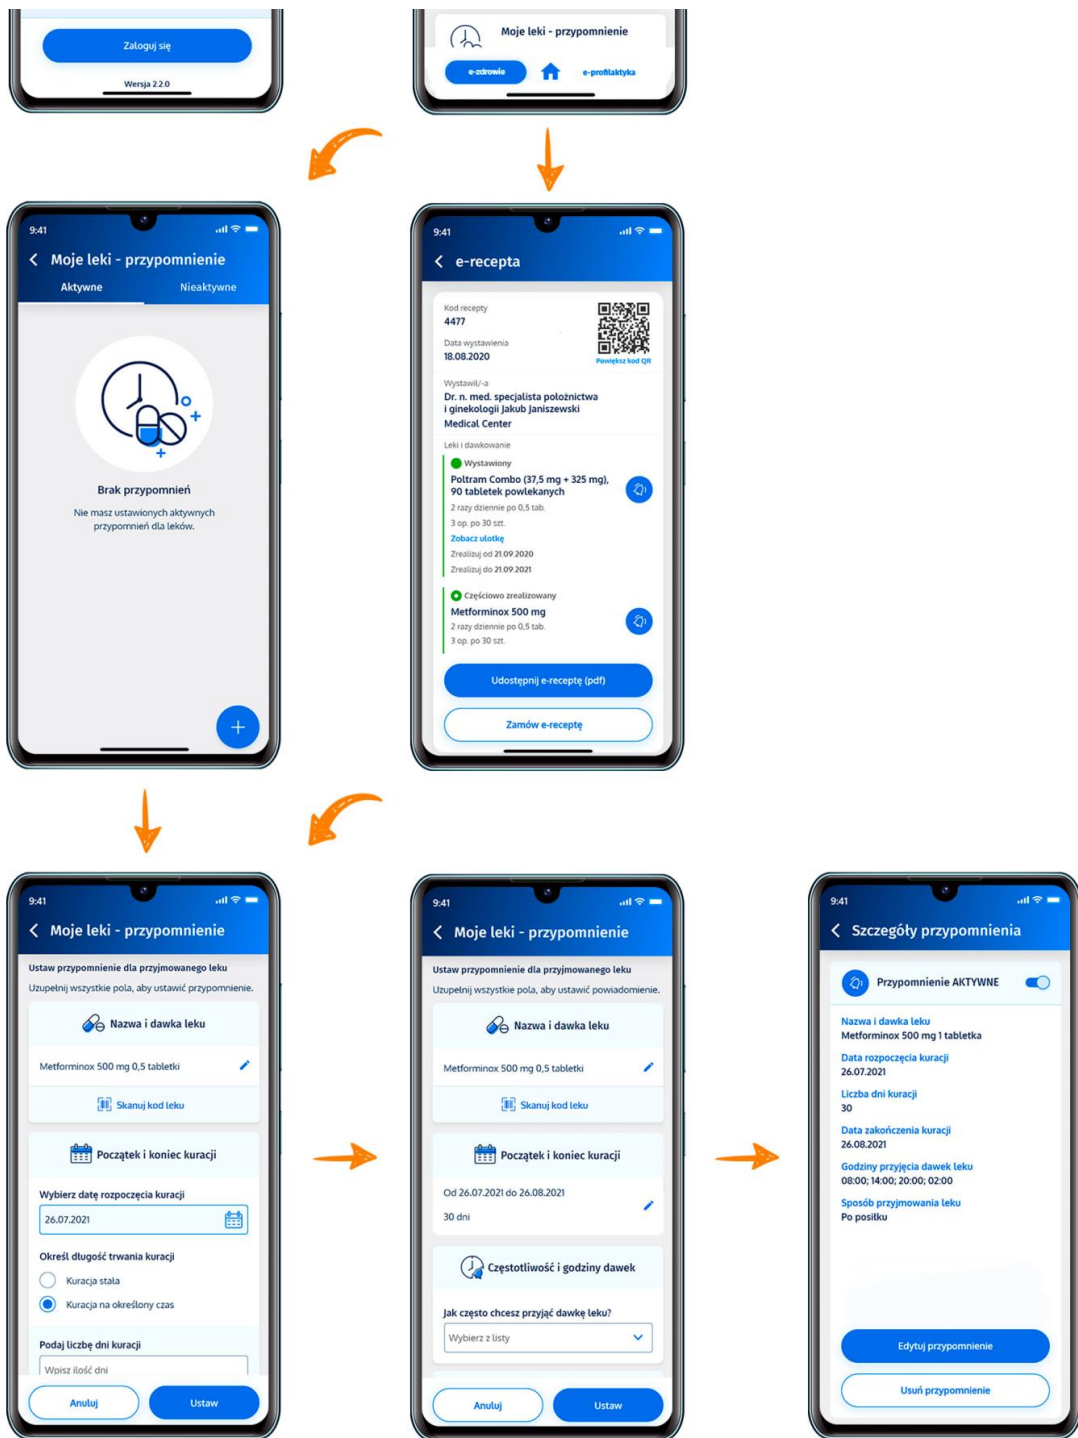 Zaloguj się
Wersja 2.2.0
Moje leki - przypomnienie
e-zdrowie
e-profilaktyka
9:41
Moje leki - przypomnienie
Aktywne
Nieaktywne
Brak przypomnień
Nie masz ustawionych aktywnych
przypomnień dla leków.
9:41
e-recepta
Kod recepty
4477
Data wystawienia
18.08.2020
Powiększ kod QR
Wystawił/-a
Dr. n. med. specjalista położnictwa
i ginekologii Jakub Janiszewski
Medical Center
Leki i dawkowanie
Wystawiony
Poltram Combo (37,5 mg + 325 mg),
90 tabletek powlekanych
2 razy dziennie po 0,5 tab.
3 op. po 30 szt.
Zobacz ulotkę
Zrealizuj od 21.09.2020
Zrealizuj do 21.09.2021
Częściowo zrealizowany
Metforminox 500 mg
2 razy dziennie po 0,5 tab.
3 op. po 30 szt.
Udostępnij e-receptę (pdf)
Zamów e-receptę
9:41
Moje leki - przypomnienie
Ustaw przypomnienie dla przyjmowanego leku
Uzupełnij wszystkie pola, aby ustawić przypomnienie.
Nazwa i dawka leku
Metforminox 500 mg 0,5 tabletki
Skanuj kod leku
Początek i koniec kuracji
Wybierz datę rozpoczęcia kuracji
26.07.2021
Określ długość trwania kuracji
Kuracja stała
Kuracja na określony czas
Podaj liczbę dni kuracji
Wpisz ilość dni
Anuluj
Ustaw
9:41
Moje leki - przypomnienie
Ustaw przypomnienie dla przyjmowanego leku
Uzupełnij wszystkie pola, aby ustawić powiadomienie.
Nazwa i dawka leku
Metforminox 500 mg 0,5 tabletki
Skanuj kod leku
Początek i koniec kuracji
Od 26.07.2021 do 26.08.2021
30 dni
Częstotliwość i godziny dawek
Jak często chcesz przyjąć dawkę leku?
Wybierz z listy
Anuluj
Ustaw
9:41
Szczegóły przypomnienia
Przypomnienie AKTYWNE
Nazwa i dawka leku
Metforminox 500 mg 1 tabletka
Data rozpoczęcia kuracji
26.07.2021
Liczba dni kuracji
30
Data zakończenia kuracji
26.08.2021
Godziny przyjęcia dawek leku
08:00; 14:00; 20:00; 02:00
Sposób przyjmowania leku
Po posiłku
Edytuj przypomnienie
Usuń przypomnienie